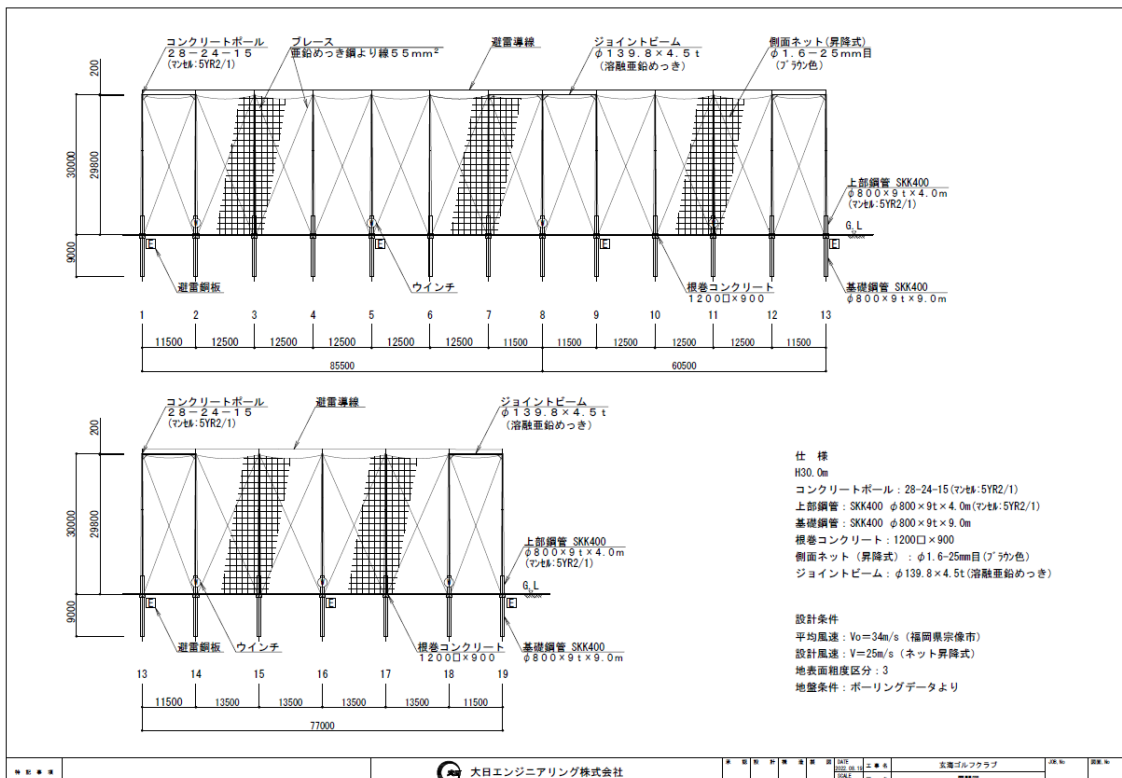 コンクリートポール
28-24-15
(マンセル:5YR2/1)
ブレース
亜鉛めっき鋼より線55mm²
避雷導線
ジョイントビーム
φ139.8×4.5t
(溶融亜鉛めっき)
側面ネット(昇降式)
φ1.6-25mm目
(ブラウン色)
200
30000
29800
9000
上部鋼管 SKK400
φ800×9t×4.0m
(マンセル:5YR2/1)
G.L
E
E
E
E
避雷銅板
ウインチ
根巻コンクリート
1200□×900
基礎鋼管 SKK400
φ800×9t×9.0m
1 2 3 4 5 6 7 8 9 10 11 12 13
11500 12500 12500 12500 12500 12500 11500 11500 12500 12500 12500 11500
85500 60500
コンクリートポール
28-24-15
(マンセル:5YR2/1)
避雷導線
ジョイントビーム
φ139.8×4.5t
(溶融亜鉛めっき)
200
30000
29800
9000
上部鋼管 SKK400
φ800×9t×4.0m
(マンセル:5YR2/1)
G.L
E
E
E
避雷銅板
ウインチ
根巻コンクリート
1200□×900
基礎鋼管 SKK400
φ800×9t×9.0m
13 14 15 16 17 18 19
11500 13500 13500 13500 13500 11500
77000
仕 様
H30.0m
コンクリートポール:28-24-15(マンセル:5YR2/1)
上部鋼管:SKK400 φ800×9t×4.0m(マンセル:5YR2/1)
基礎鋼管:SKK400 φ800×9t×9.0m
根巻コンクリート:1200□×900
側面ネット(昇降式):φ1.6-25mm目(ブラウン色)
ジョイントビーム:φ139.8×4.5t(溶融亜鉛めっき)
設計条件
平均風速:Vo=34m/s(福岡県宗像市)
設計風速:V=25m/s(ネット昇降式)
地表面粗度区分:3
地盤条件:ボーリングデータより
特記事項
大日エンジニアリング株式会社
DATE
SCALE
工事名
玄海ゴルフクラブ
JOB.No
図面.No